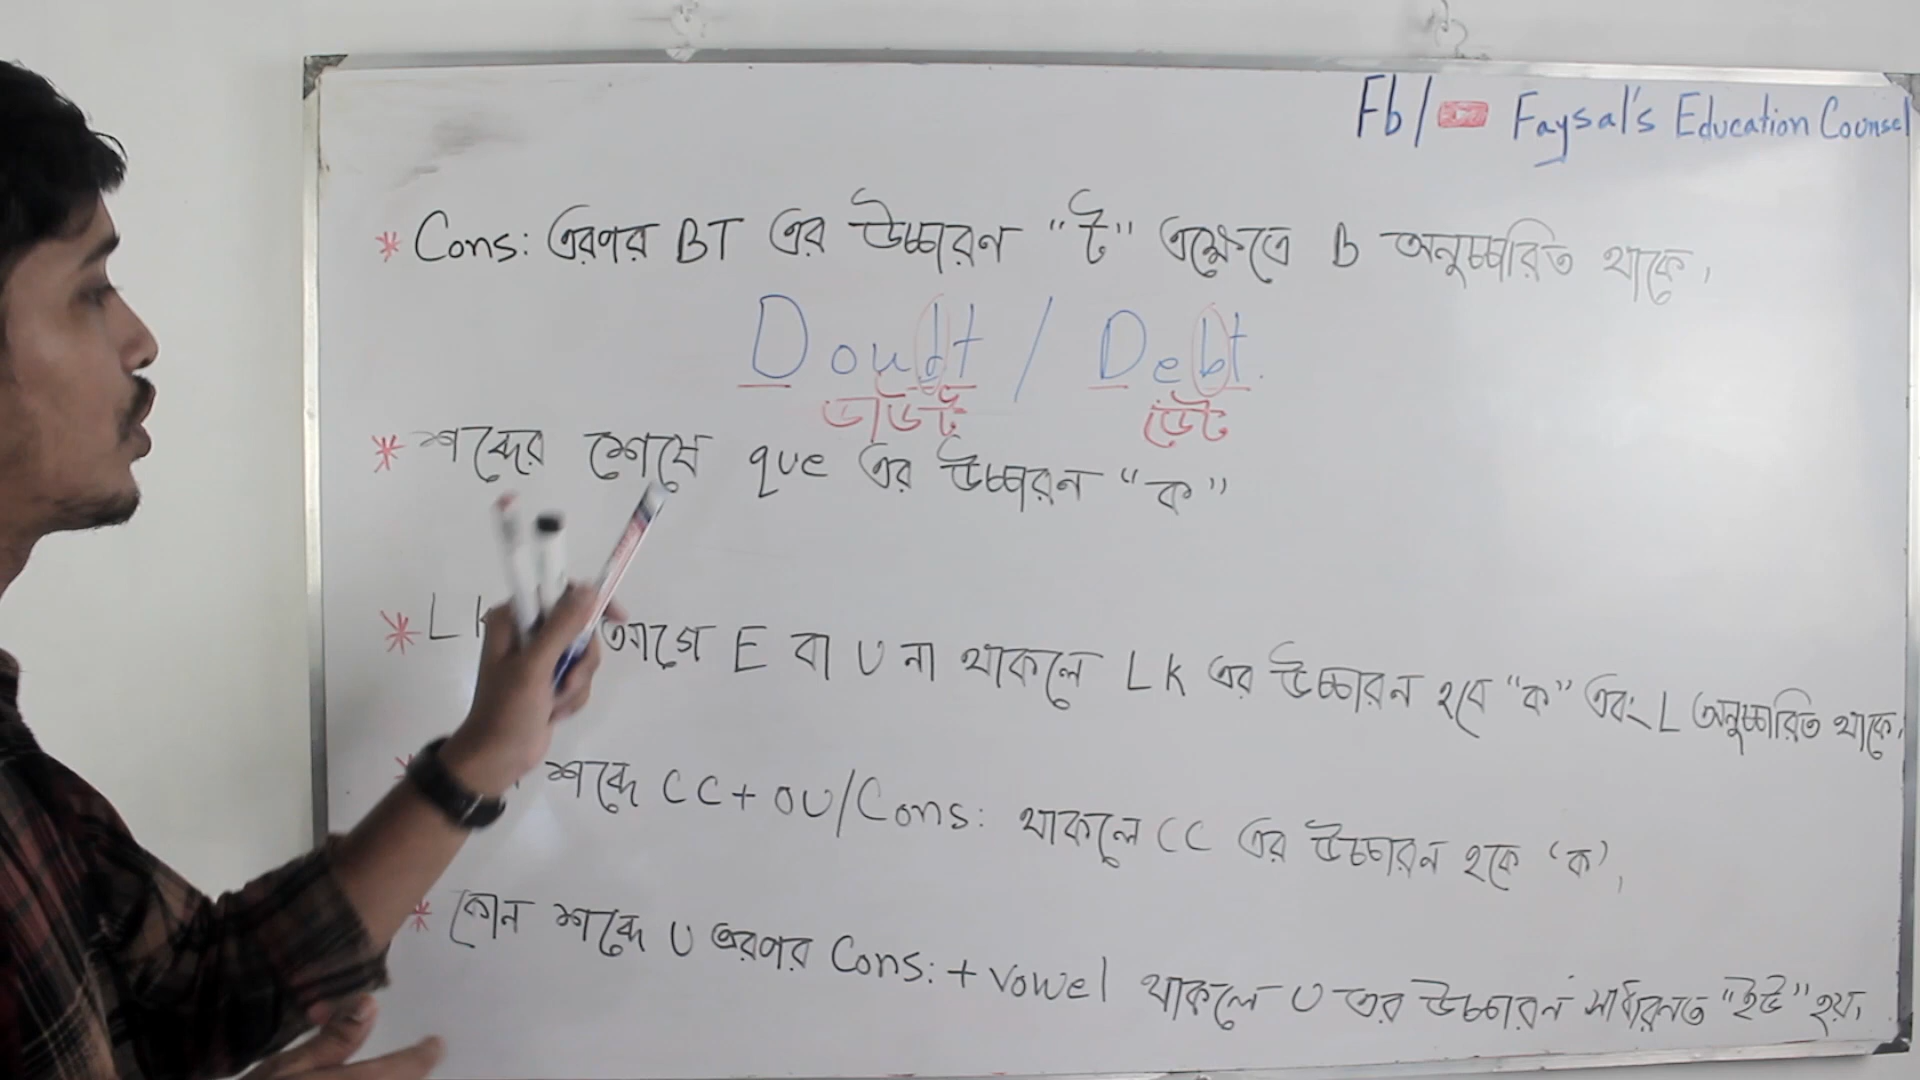 Fb/ Faysal's Education Counsel
* Cons: এরপর BT এর উচ্চারন "ট" এক্ষেত্রে B অনুচ্চারিত থাকে।
Doubt / Debt.
ডাউট ডেট
* শব্দের শেষে que এর উচ্চারন "ক"
* LK আগে E বা U না থাকলে LK এর উচ্চারন হবে "ক" এবং L অনুচ্চারিত থাকে।
* শব্দে CC+OU/Cons: থাকলে CC এর উচ্চারন হবে 'ক',
* কোন শব্দে U এরপর Cons: + vowel থাকলে U এর উচ্চারন সাধারনত "ইউ" হয়,